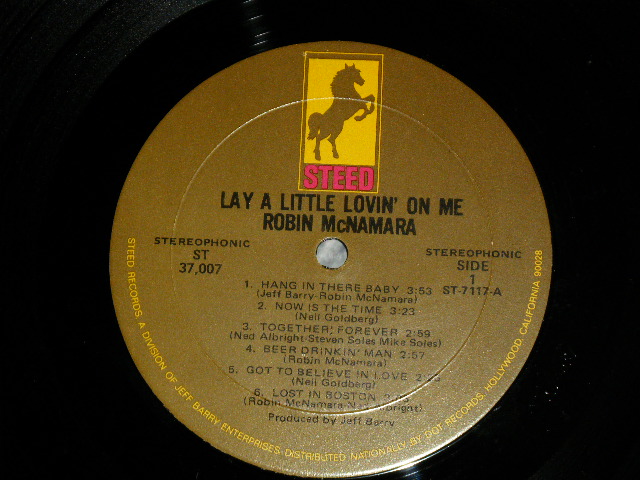 STEED
LAY A LITTLE LOVIN' ON ME
ROBIN McNAMARA
STEREOPHONIC
ST
37,007
STEREOPHONIC
SIDE
1
ST-7117-A
1. HANG IN THERE BABY 3:53
(Jeff Barry-Robin McNamara)
2. NOW IS THE TIME 3:23
(Neil Goldberg)
3. TOGETHER, FOREVER 2:59
(Ned Albright-Steven Soles Mike Soles)
4. BEER DRINKIN' MAN 2:57
(Robin McNamara)
5. GOT TO BELIEVE IN LOVE
(Neil Goldberg)
6. LOST IN BOSTON
(Robin McNamara-
Produced by Jeff Barry
STEED RECORDS, A DIVISION OF JEFF BARRY ENTERPRISES. DISTRIBUTED NATIONALLY BY DOT RECORDS, HOLLYWOOD, CALIFORNIA 90028